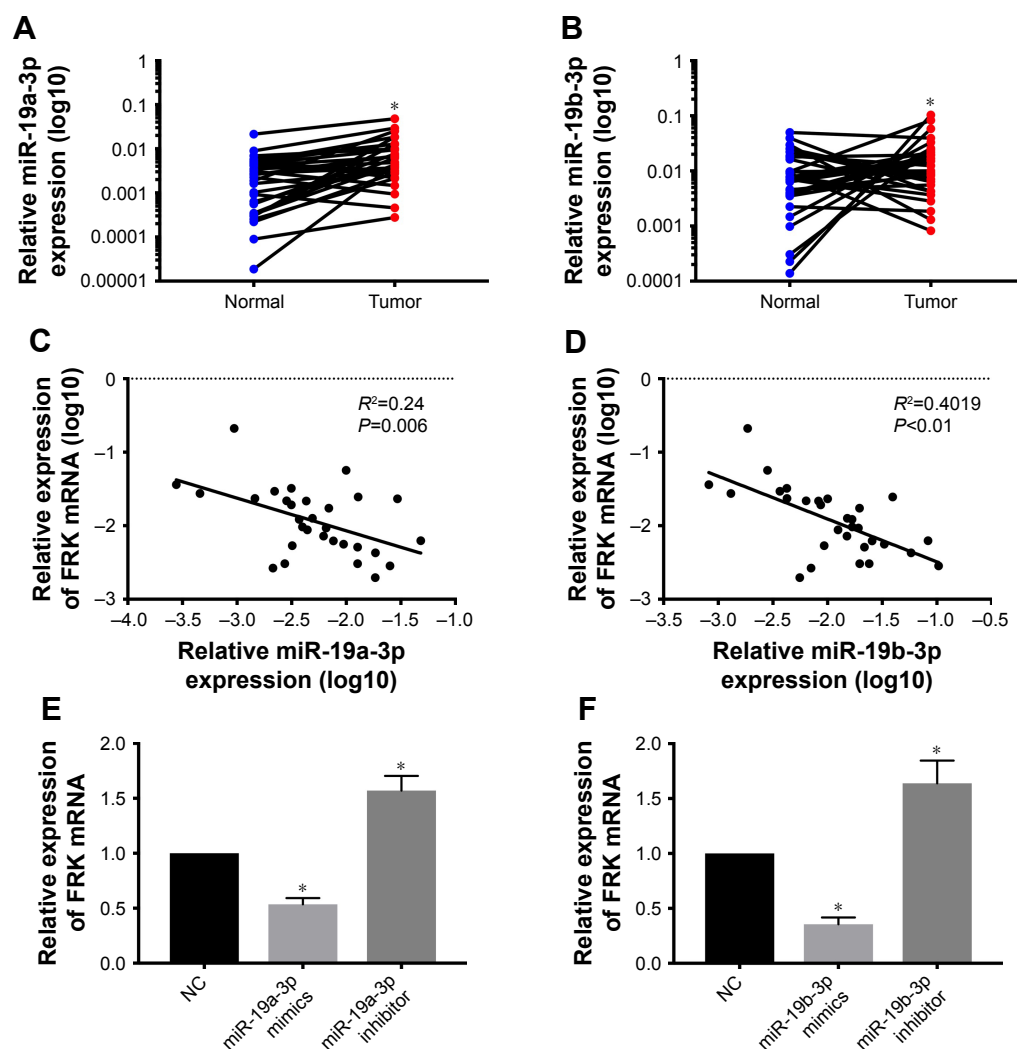 A
Relative miR-19a-3p
expression (log10)
1
0.1
0.01
0.001
0.0001
0.00001
*
Normal
Tumor
B
Relative miR-19b-3p
expression (log10)
1
0.1
0.01
0.001
0.0001
*
Normal
Tumor
C
Relative expression
of FRK mRNA (log10)
0
–1
–2
–3
R²=0.24
P=0.006
–4.0
–3.5
–3.0
–2.5
–2.0
–1.5
–1.0
Relative miR-19a-3p
expression (log10)
D
Relative expression
of FRK mRNA (log10)
0
–1
–2
–3
R²=0.4019
P<0.01
–3.5
–3.0
–2.5
–2.0
–1.5
–1.0
–0.5
Relative miR-19b-3p
expression (log10)
E
Relative expression
of FRK mRNA
2.0
1.5
1.0
0.5
0.0
*
*
NC
miR-19a-3p
mimics
miR-19a-3p
inhibitor
F
Relative expression
of FRK mRNA
2.0
1.5
1.0
0.5
0.0
*
*
NC
miR-19b-3p
mimics
miR-19b-3p
inhibitor